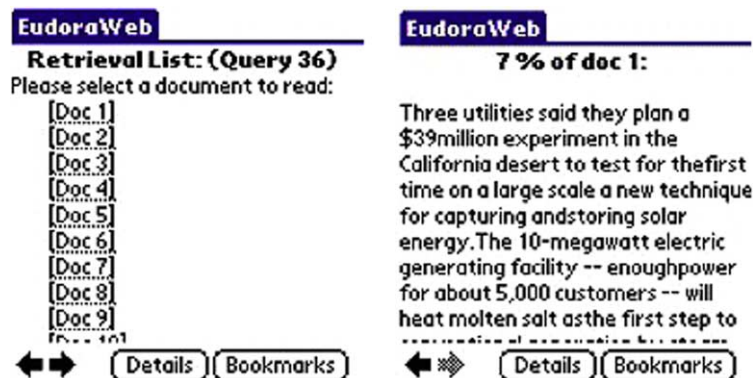 EudoraWeb
Retrieval List: (Query 36)
Please select a document to read:
[Doc 1]
[Doc 2]
[Doc 3]
[Doc 4]
[Doc 5]
[Doc 6]
[Doc 7]
[Doc 8]
[Doc 9]
Details
Bookmarks
EudoraWeb
7 % of doc 1:
Three utilities said they plan a
$39million experiment in the
California desert to test for thefirst
time on a large scale a new technique
for capturing andstoring solar
energy.The 10-megawatt electric
generating facility -- enoughpower
for about 5,000 customers -- will
heat molten salt asthe first step to
Details
Bookmarks